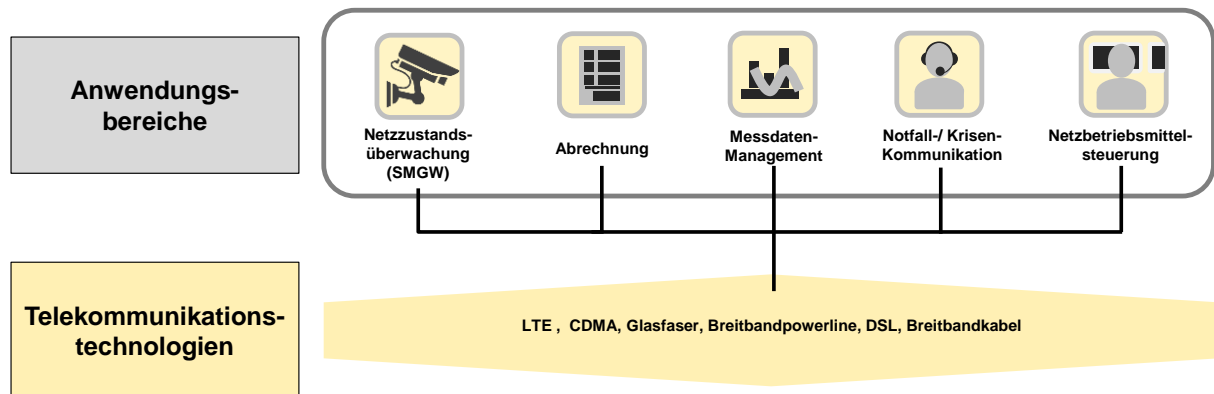 Anwendungs-
bereiche
Netzzustands-
überwachung
(SMGW)
Abrechnung
Messdaten-
Management
Notfall-/ Krisen-
Kommunikation
Netzbetriebsmittel-
steuerung
Telekommunikations-
technologien
LTE , CDMA, Glasfaser, Breitbandpowerline, DSL, Breitbandkabel